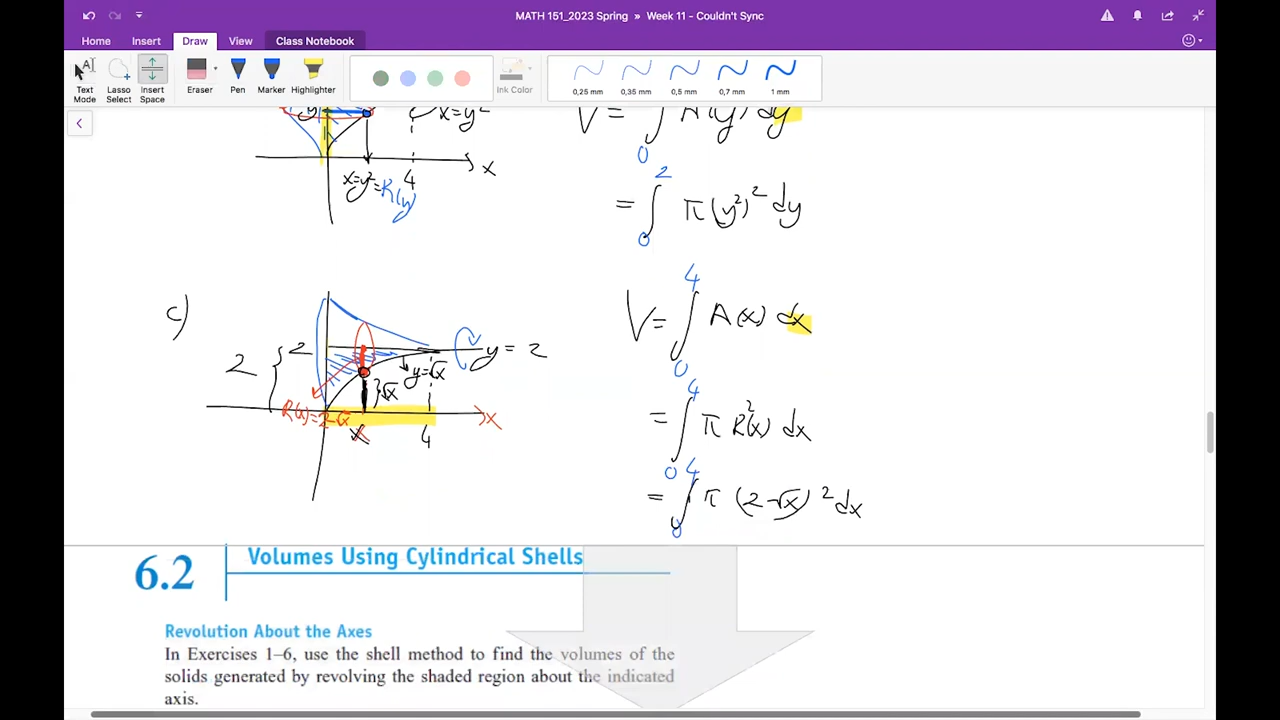 MATH 151_2023 Spring » Week 11 - Couldn't Sync
Home Insert Draw View Class Notebook
Text Mode
Lasso Select
Insert Space
Eraser
Pen
Marker
Highlighter
Ink Color
0,25 mm 0,35 mm 0,5 mm 0,7 mm 1 mm
x=y²
x
x=y²=R(y)
4
V = ∫ A(y) dy
0
= ∫ π(y²)² dy
2
0
c)
2 { 2
y = 2
y=√x
}√x
R(x)=2-√x
x
x
4
V = ∫ A(x) dx
4
0
= ∫ π R²(x) dx
4
0
= ∫ π (2-√x)² dx
4
0
6.2 Volumes Using Cylindrical Shells
Revolution About the Axes
In Exercises 1–6, use the shell method to find the volumes of the
solids generated by revolving the shaded region about the indicated
axis.